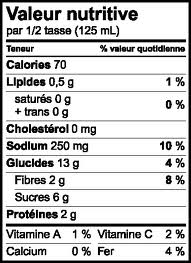 Valeur nutritive
par 1/2 tasse (125 mL)
Teneur % valeur quotidienne
Calories 70
Lipides 0,5 g 1 %
saturés 0 g
+ trans 0 g 0 %
Cholestérol 0 mg
Sodium 250 mg 10 %
Glucides 13 g 4 %
Fibres 2 g 8 %
Sucres 6 g
Protéines 2 g
Vitamine A 1 % Vitamine C 2 %
Calcium 0 % Fer 4 %